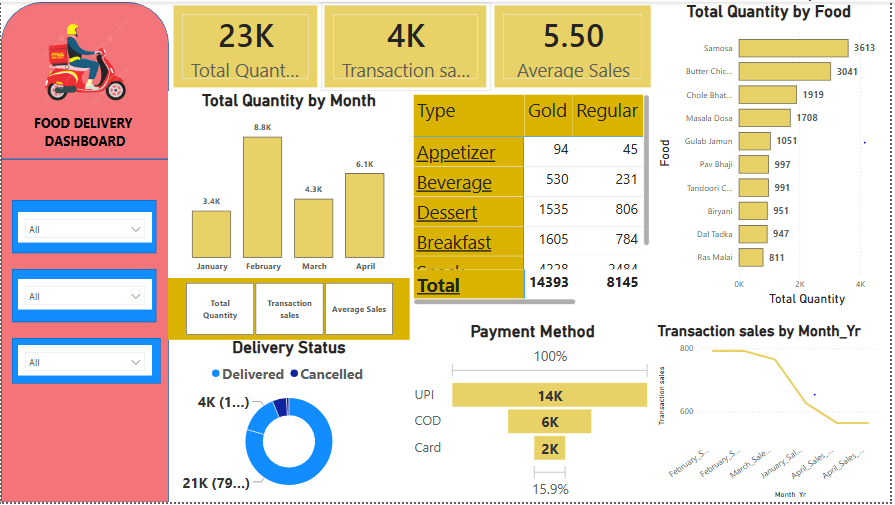 FOOD DELIVERY
DASHBOARD
All
All
All
23K
Total Quant...
4K
Transaction sa...
5.50
Average Sales
Total Quantity by Month
8.8K
6.1K
4.3K
3.4K
January
February
March
April
Total
Quantity
Transaction
sales
Average Sales
Type Gold Regular
Appetizer 94 45
Beverage 530 231
Dessert 1535 806
Breakfast 1605 784
Total 14393 8145
Total Quantity by Food
Food
Samosa 3613
Butter Chic... 3041
Chole Bhat... 1919
Masala Dosa 1708
Gulab Jamun 1051
Pav Bhaji 997
Tandoori C... 991
Biryani 951
Dal Tadka 947
Ras Malai 811
0K 2K 4K
Total Quantity
Delivery Status
Delivered Cancelled
4K (1...)
21K (79...)
Payment Method
100%
UPI 14K
COD 6K
Card 2K
15.9%
Transaction sales by Month_Yr
Transaction sales
800
600
February_S...
February_S...
March_Sale...
January_Sal...
April_Sales_...
April_Sales_...
Month_Yr